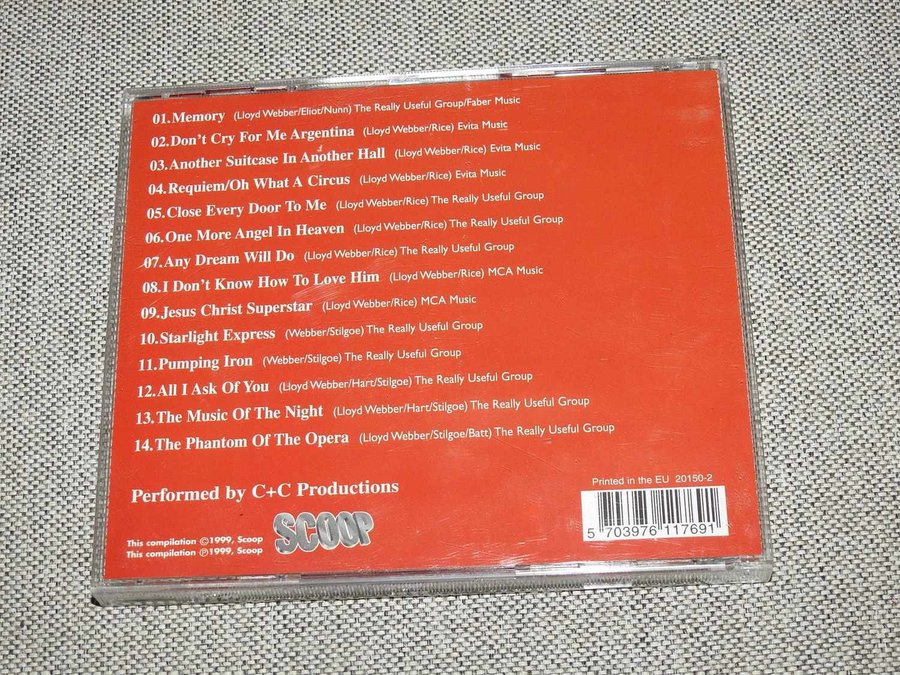 01.Memory (Lloyd Webber/Eliot/Nunn) The Really Useful Group/Faber Music
02.Don't Cry For Me Argentina (Lloyd Webber/Rice) Evita Music
03.Another Suitcase In Another Hall (Lloyd Webber/Rice) Evita Music
04.Requiem/Oh What A Circus (Lloyd Webber/Rice) Evita Music
05.Close Every Door To Me (Lloyd Webber/Rice) The Really Useful Group
06.One More Angel In Heaven (Lloyd Webber/Rice) The Really Useful Group
07.Any Dream Will Do (Lloyd Webber/Rice) The Really Useful Group
08.I Don't Know How To Love Him (Lloyd Webber/Rice) MCA Music
09.Jesus Christ Superstar (Lloyd Webber/Rice) MCA Music
10.Starlight Express (Webber/Stilgoe) The Really Useful Group
11.Pumping Iron (Webber/Stilgoe) The Really Useful Group
12.All I Ask Of You (Lloyd Webber/Hart/Stilgoe) The Really Useful Group
13.The Music Of The Night (Lloyd Webber/Hart/Stilgoe) The Really Useful Group
14.The Phantom Of The Opera (Lloyd Webber/Stilgoe/Batt) The Really Useful Group
Performed by C+C Productions
This compilation ©1999, Scoop
This compilation ℗1999, Scoop
SCOOP
Printed in the EU 20150-2
5 703976 117691